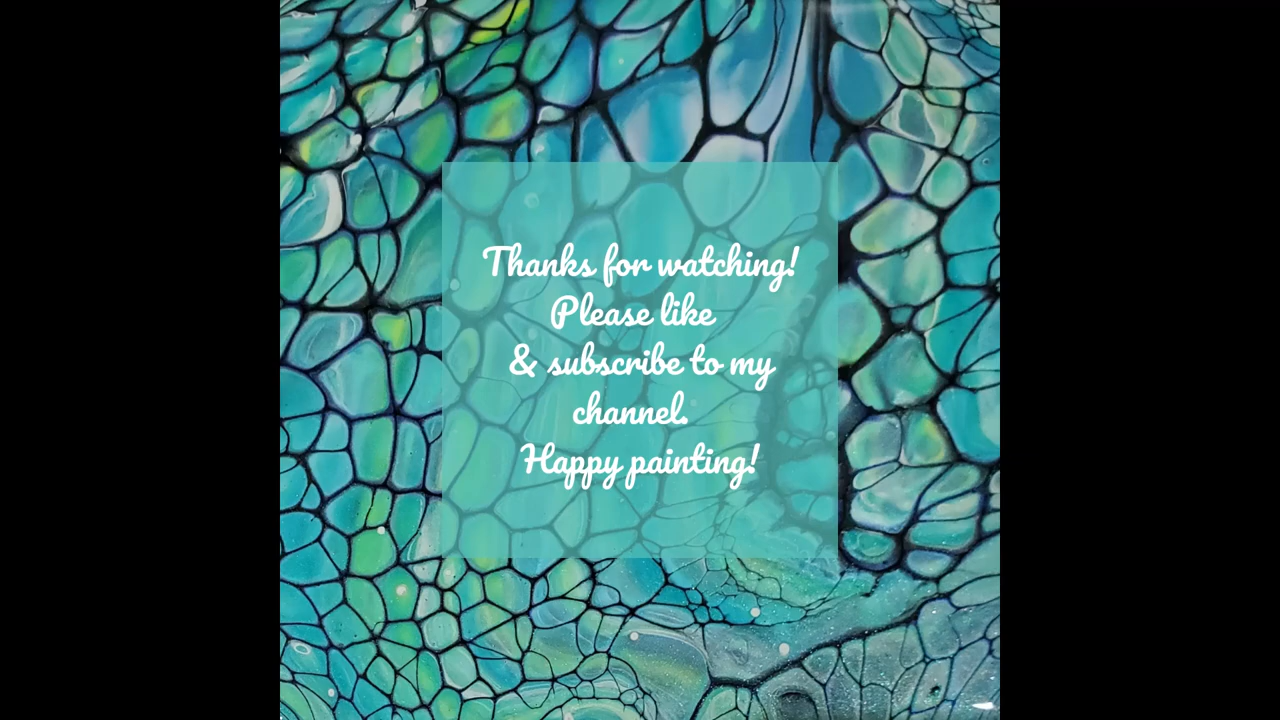 Thanks for watching!
Please like
& subscribe to my
channel.
Happy painting!